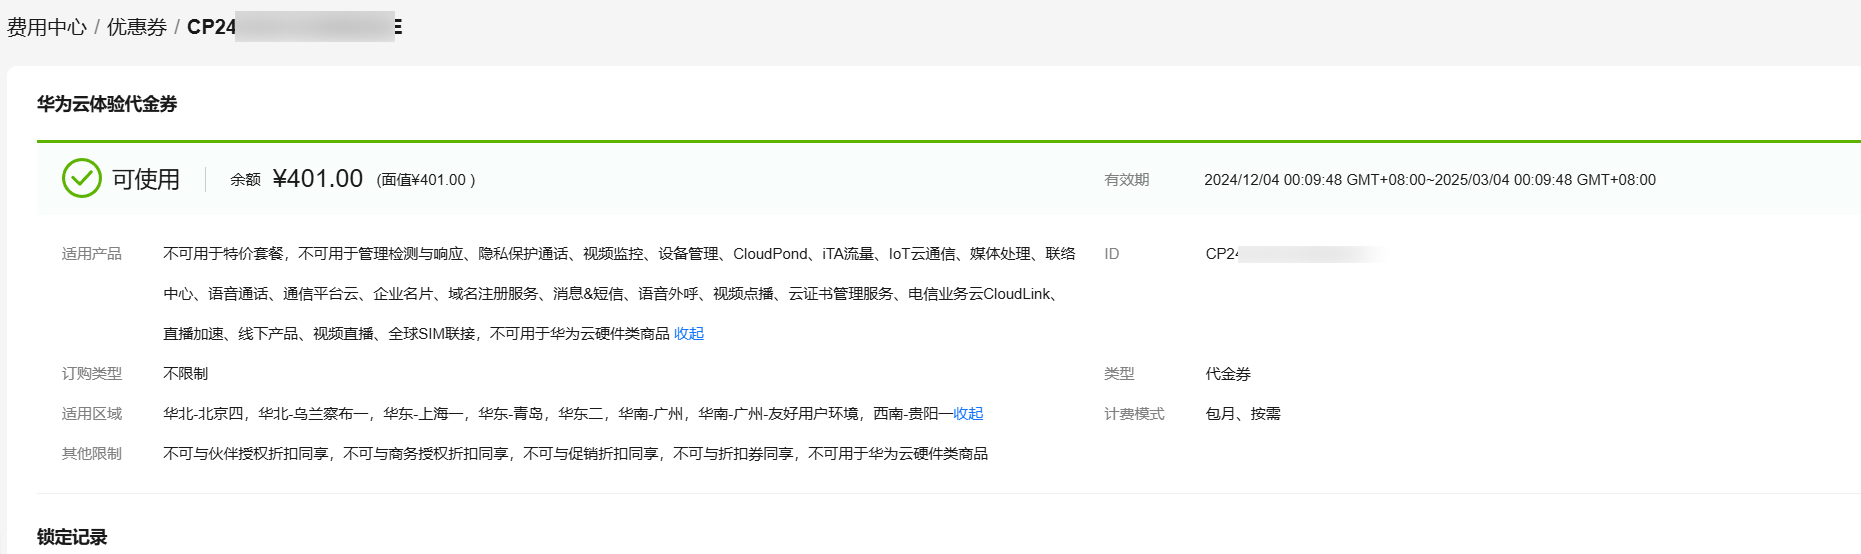 费用中心 / 优惠券 / CP24
华为云体验代金券
可使用 余额 ¥401.00 (面值¥401.00 ) 有效期 2024/12/04 00:09:48 GMT+08:00~2025/03/04 00:09:48 GMT+08:00
适用产品 不可用于特价套餐，不可用于管理检测与响应、隐私保护通话、视频监控、设备管理、CloudPond、iTA流量、IoT云通信、媒体处理、联络 ID CP24
中心、语音通话、通信平台云、企业名片、域名注册服务、消息&短信、语音外呼、视频点播、云证书管理服务、电信业务云CloudLink、
直播加速、线下产品、视频直播、全球SIM联接，不可用于华为云硬件类商品 收起
订购类型 不限制 类型 代金券
适用区域 华北-北京四，华北-乌兰察布一，华东-上海一，华东-青岛，华东二，华南-广州，华南-广州-友好用户环境，西南-贵阳一收起 计费模式 包月、按需
其他限制 不可与伙伴授权折扣同享，不可与商务授权折扣同享，不可与促销折扣同享，不可与折扣券同享，不可用于华为云硬件类商品
锁定记录